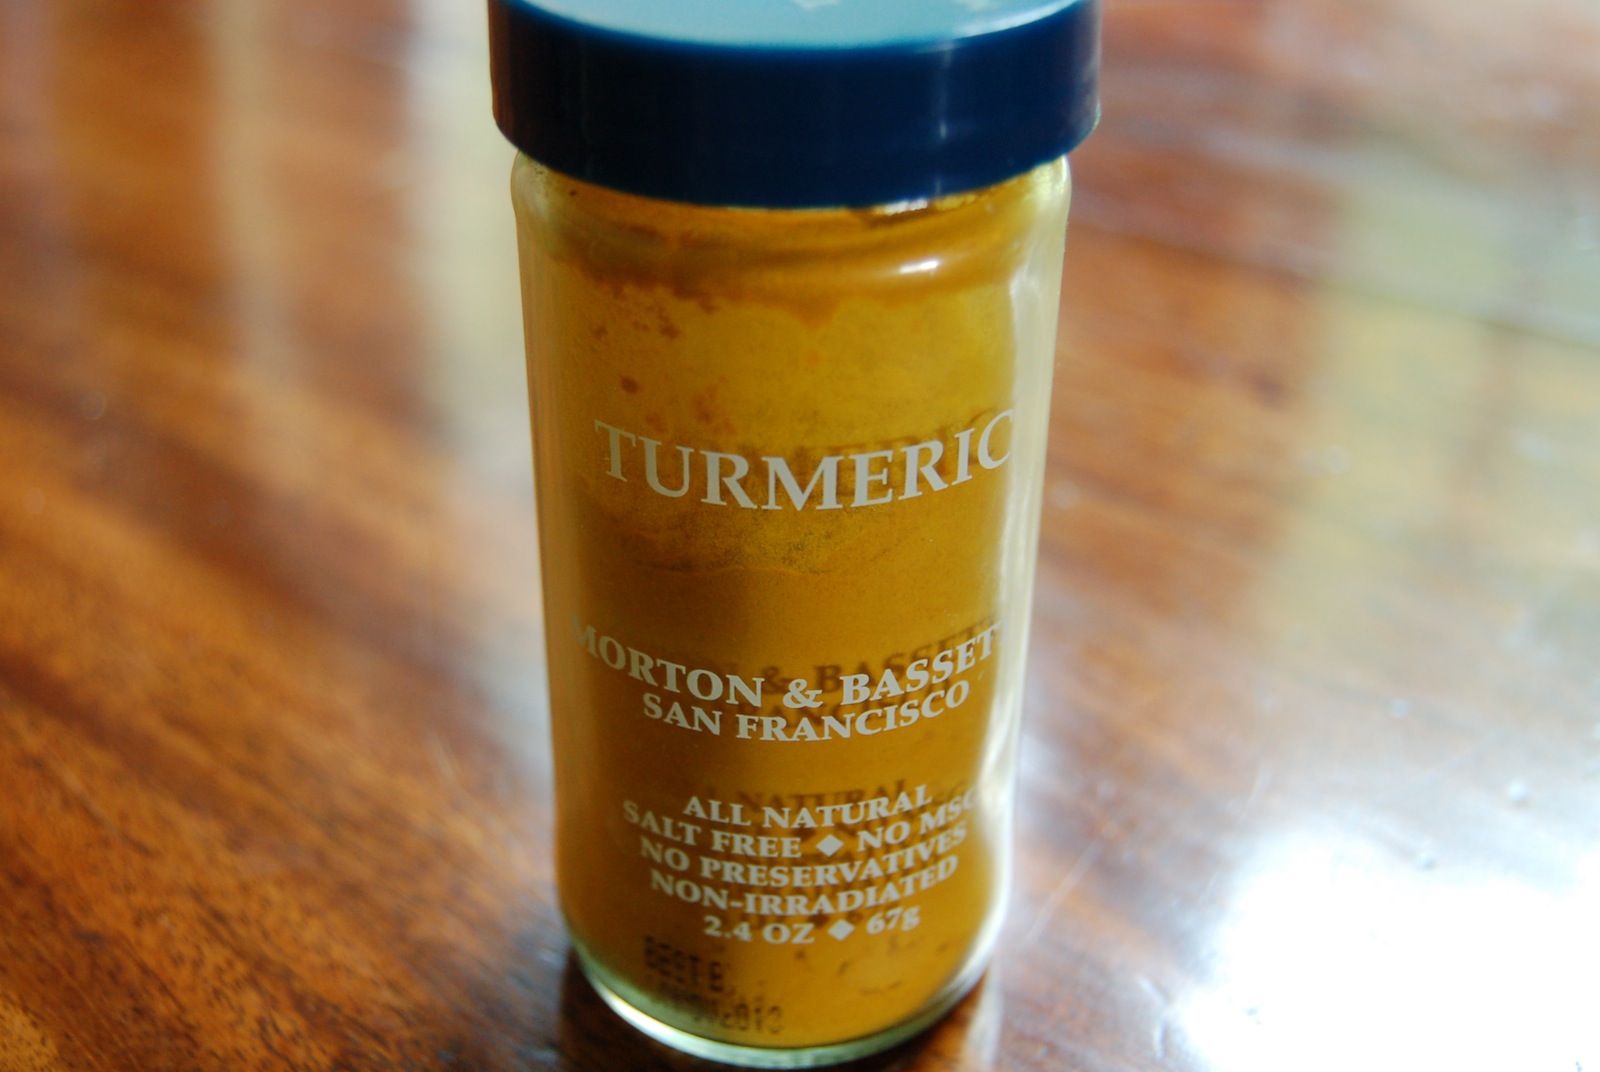 TURMERIC
MORTON & BASSETT
SAN FRANCISCO
ALL NATURAL
SALT FREE ◆ NO MSG
NO PRESERVATIVES
NON-IRRADIATED
2.4 OZ ◆ 67g
BEST B